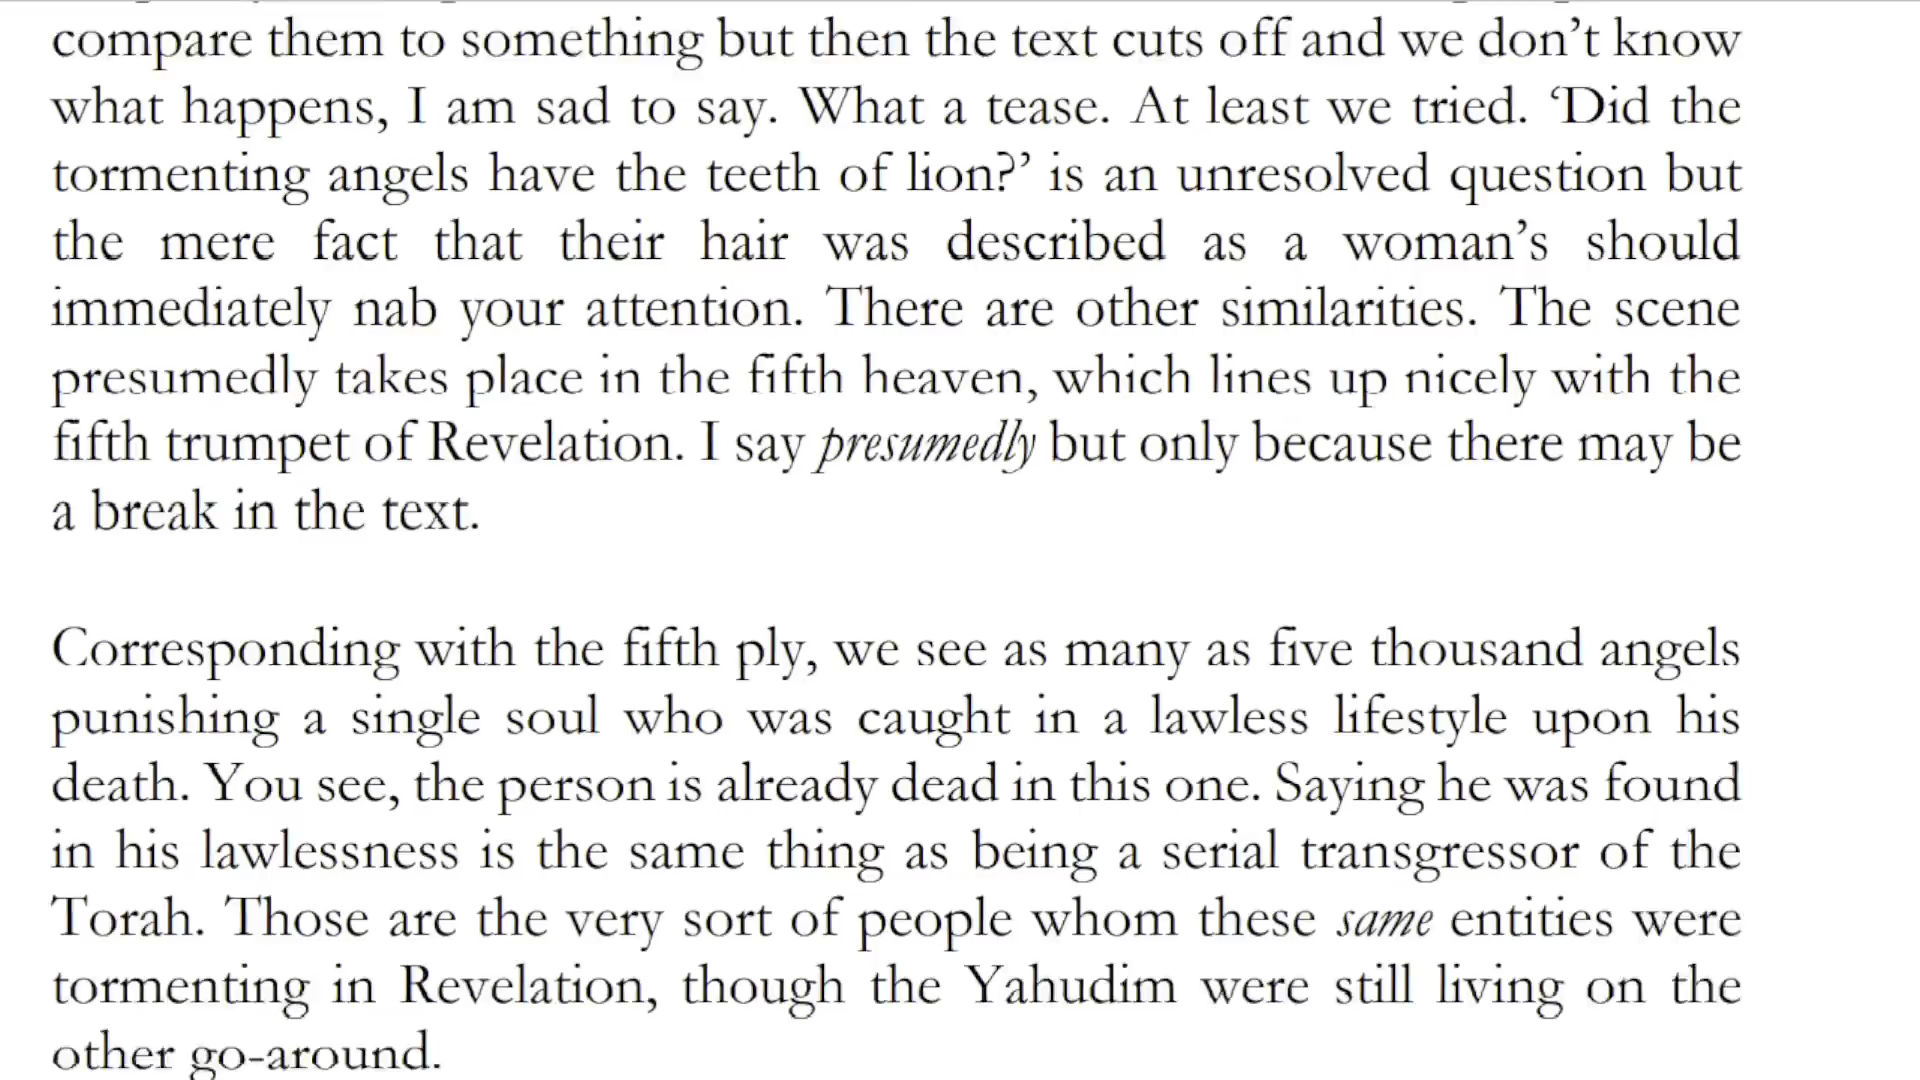 compare them to something but then the text cuts off and we don’t know
what happens, I am sad to say. What a tease. At least we tried. ‘Did the
tormenting angels have the teeth of lion?’ is an unresolved question but
the mere fact that their hair was described as a woman’s should
immediately nab your attention. There are other similarities. The scene
presumedly takes place in the fifth heaven, which lines up nicely with the
fifth trumpet of Revelation. I say presumedly but only because there may be
a break in the text.
Corresponding with the fifth ply, we see as many as five thousand angels
punishing a single soul who was caught in a lawless lifestyle upon his
death. You see, the person is already dead in this one. Saying he was found
in his lawlessness is the same thing as being a serial transgressor of the
Torah. Those are the very sort of people whom these same entities were
tormenting in Revelation, though the Yahudim were still living on the
other go-around.